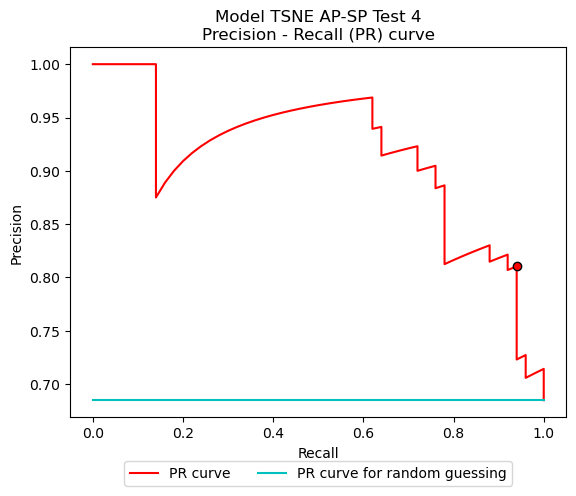 Model TSNE AP-SP Test 4
Precision - Recall (PR) curve
1.00
0.95
0.90
0.85
0.80
0.75
0.70
Precision
0.0 0.2 0.4 0.6 0.8 1.0
Recall
PR curve PR curve for random guessing